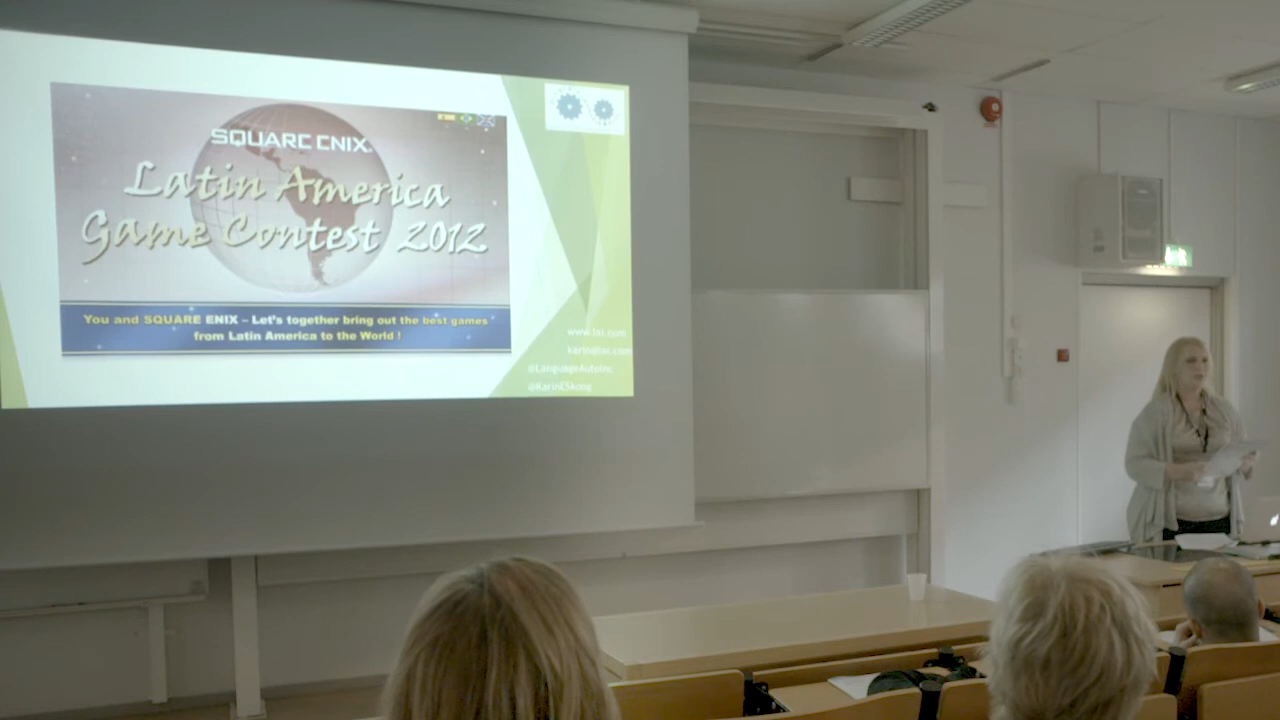 SQUARE ENIX.
Latin America
Game Contest 2012
You and SQUARE ENIX – Let's together bring out the best games
from Latin America to the World !
www.lai.com
karin@lai.com
@LanguageAutoInc
@KarinESkoog